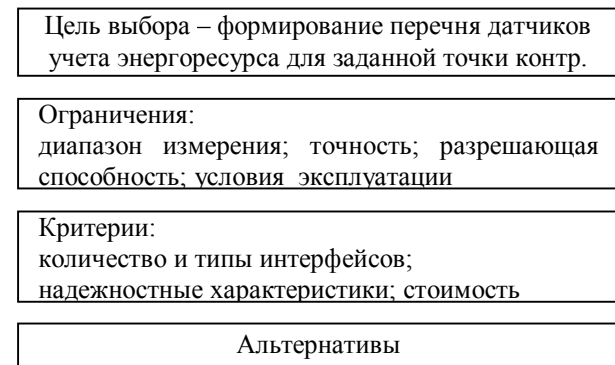 Цель выбора – формирование перечня датчиков
учета энергоресурса для заданной точки контр.
Ограничения:
диапазон измерения; точность; разрешающая
способность; условия эксплуатации
Критерии:
количество и типы интерфейсов;
надежностные характеристики; стоимость
Альтернативы